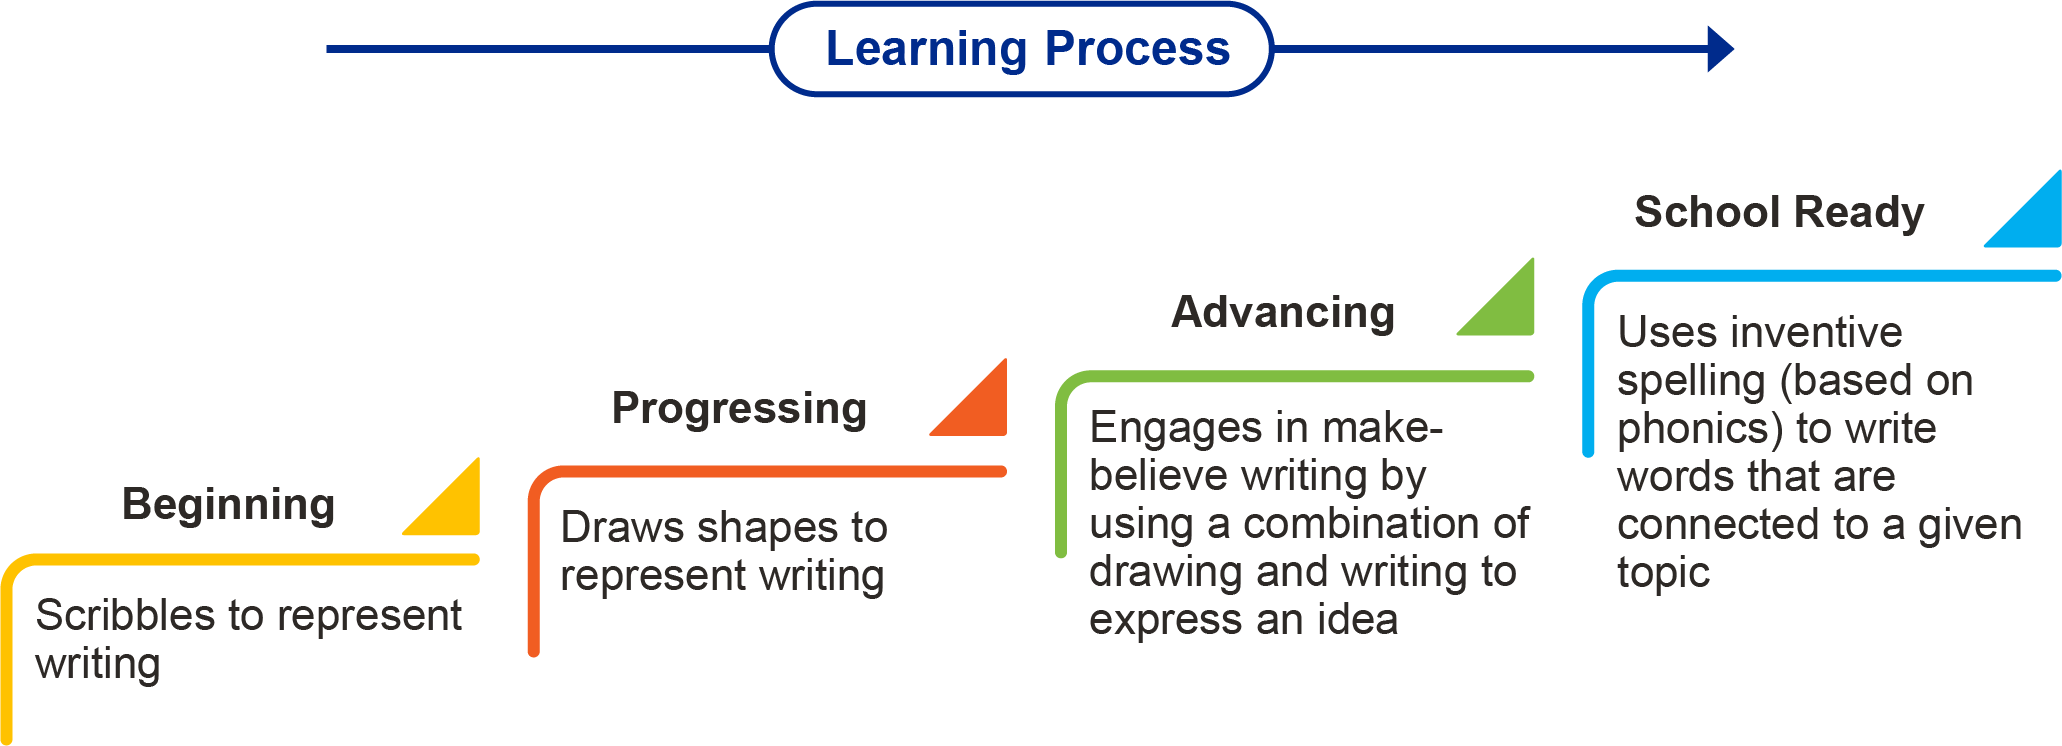 Learning Process
Beginning
Scribbles to represent
writing
Progressing
Draws shapes to
represent writing
Advancing
Engages in make-
believe writing by
using a combination of
drawing and writing to
express an idea
School Ready
Uses inventive
spelling (based on
phonics) to write
words that are
connected to a given
topic